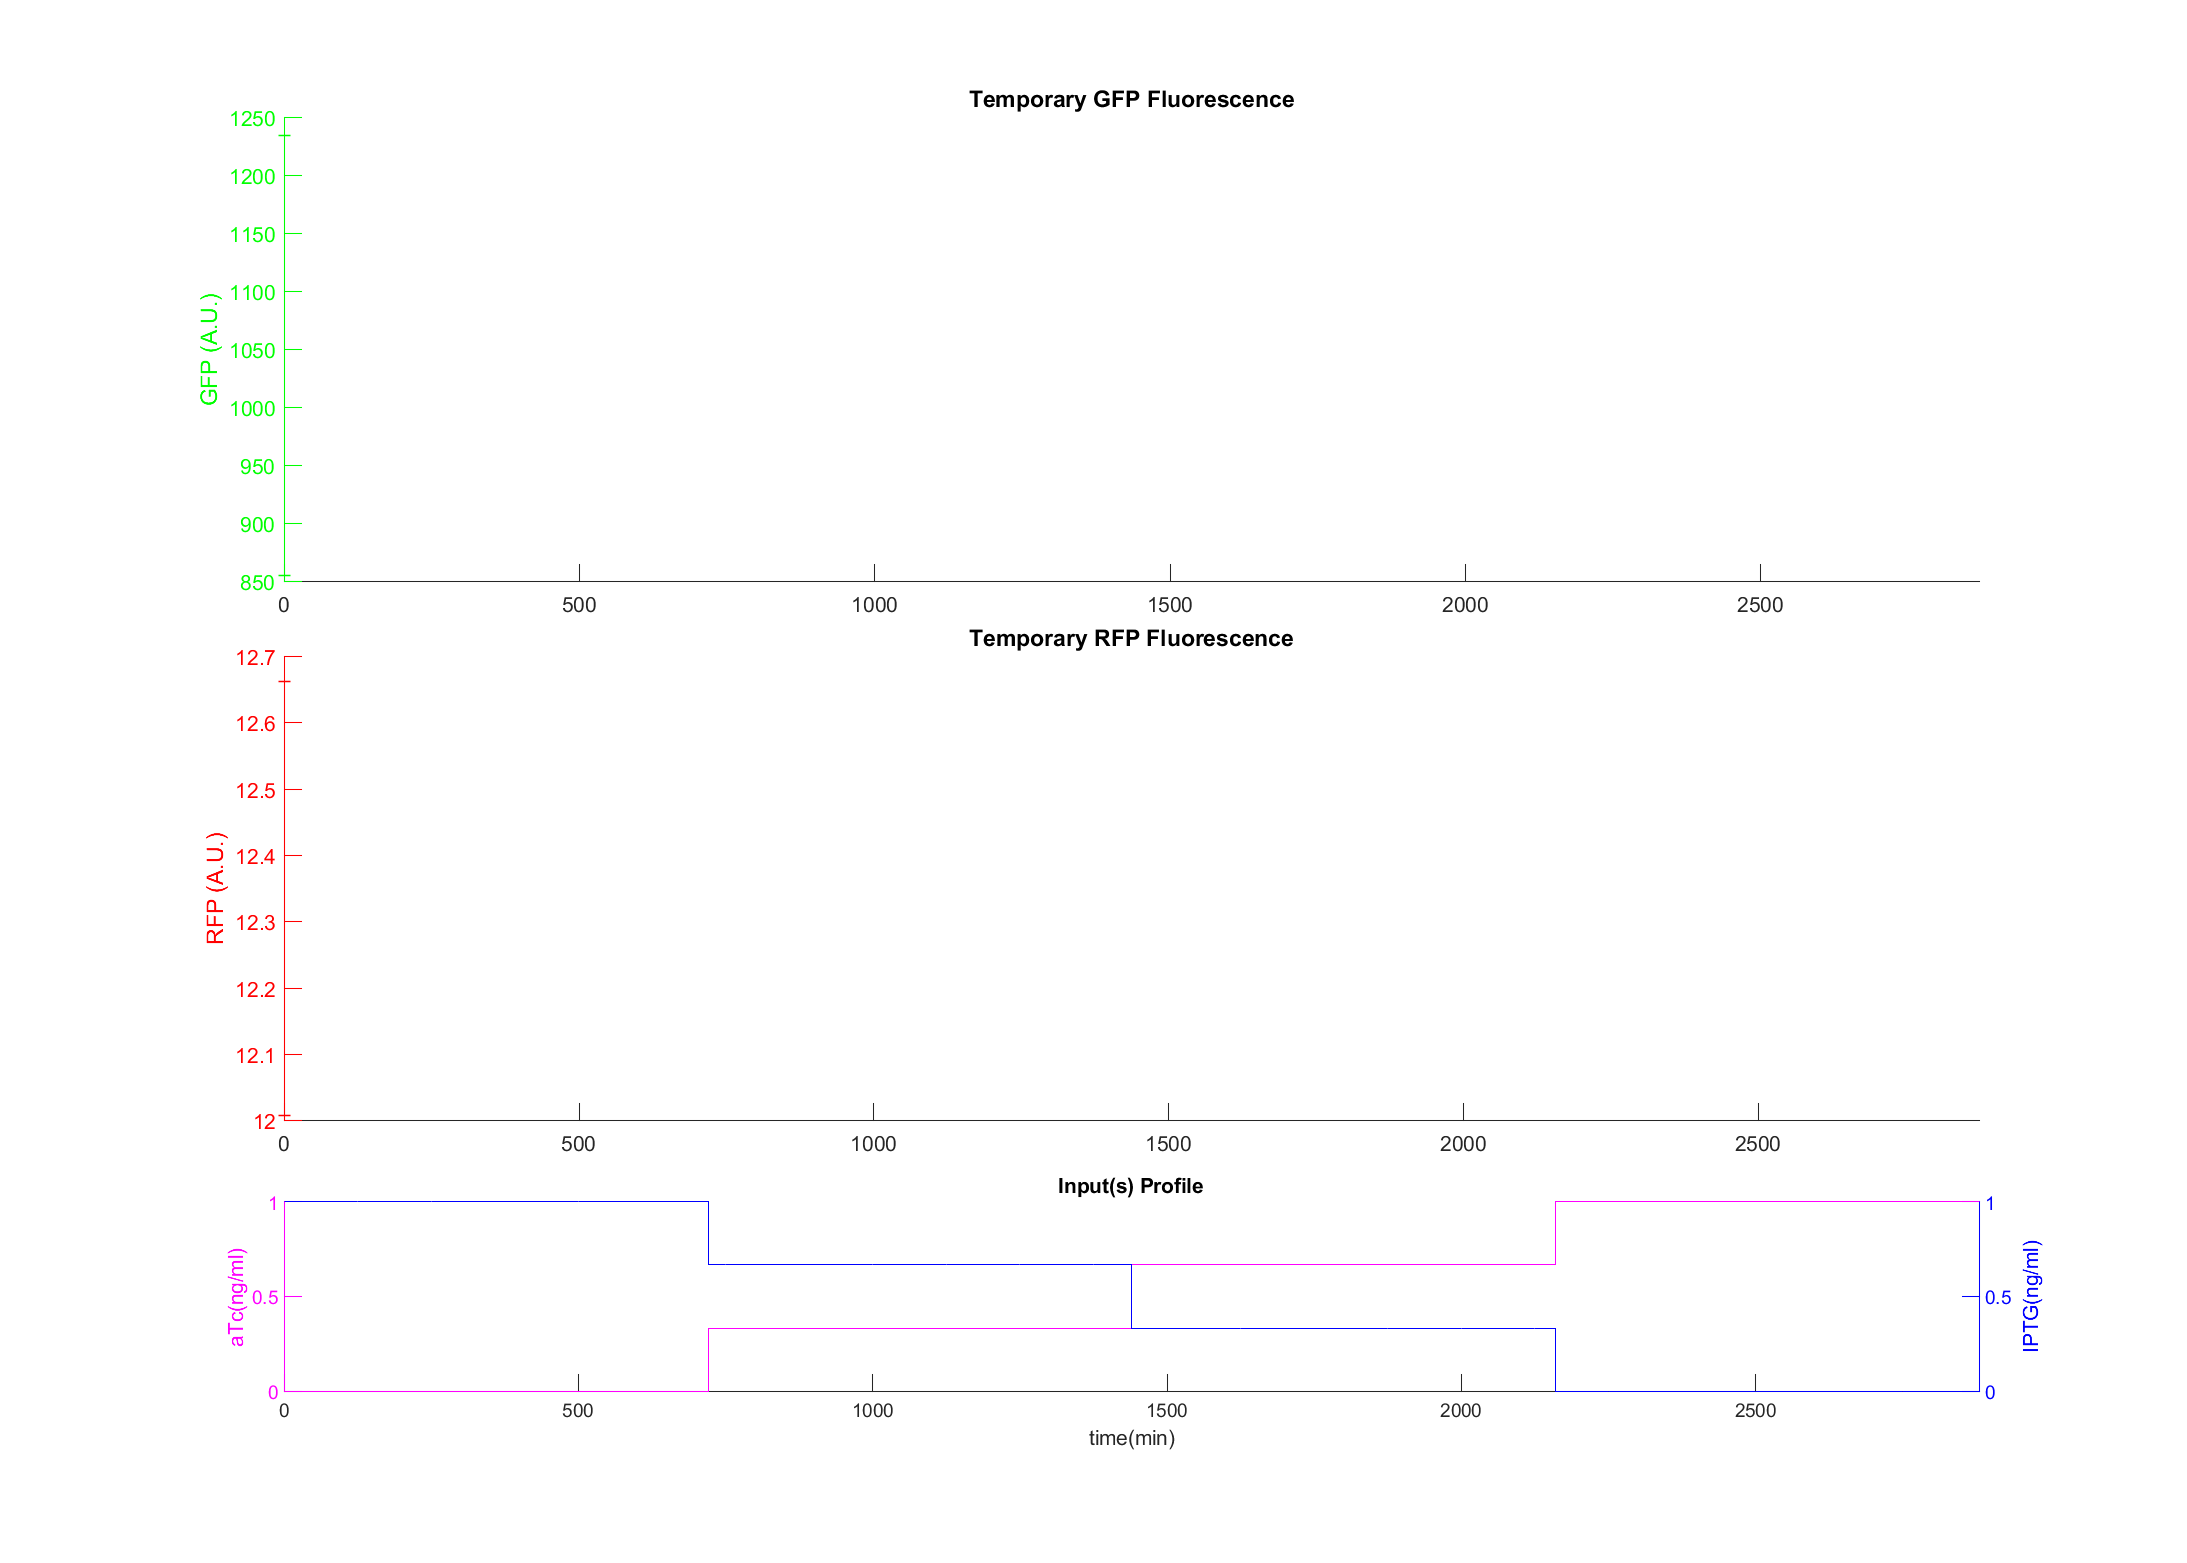 Temporary GFP Fluorescence
1250
1200
1150
1100
1050
1000
950
900
850
GFP (A.U.)
0 500 1000 1500 2000 2500
Temporary RFP Fluorescence
12.7
12.6
12.5
12.4
12.3
12.2
12.1
12
RFP (A.U.)
0 500 1000 1500 2000 2500
Input(s) Profile
1
0.5
0
aTc(ng/ml)
1
0.5
0
IPTG(ng/ml)
0 500 1000 1500 2000 2500
time(min)